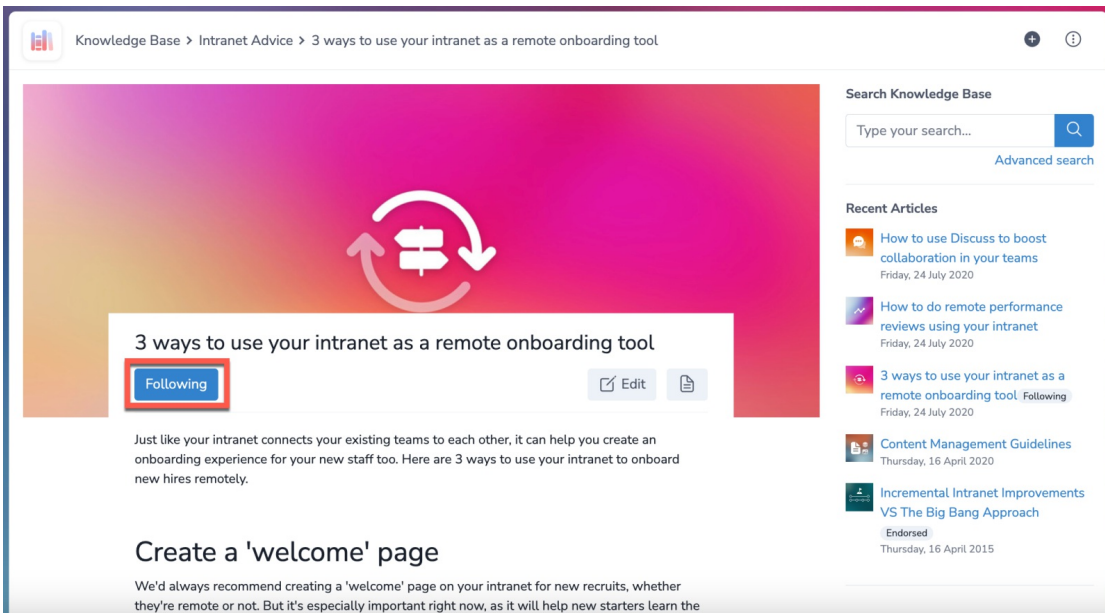 Knowledge Base > Intranet Advice > 3 ways to use your intranet as a remote onboarding tool
3 ways to use your intranet as a remote onboarding tool
Following
Edit
Just like your intranet connects your existing teams to each other, it can help you create an
onboarding experience for your new staff too. Here are 3 ways to use your intranet to onboard
new hires remotely.
Create a 'welcome' page
We'd always recommend creating a 'welcome' page on your intranet for new recruits, whether
they're remote or not. But it's especially important right now, as it will help new starters learn the
Search Knowledge Base
Type your search...
Advanced search
Recent Articles
How to use Discuss to boost
collaboration in your teams
Friday, 24 July 2020
How to do remote performance
reviews using your intranet
Friday, 24 July 2020
3 ways to use your intranet as a
remote onboarding tool Following
Friday, 24 July 2020
Content Management Guidelines
Thursday, 16 April 2020
Incremental Intranet Improvements
VS The Big Bang Approach
Endorsed
Thursday, 16 April 2015